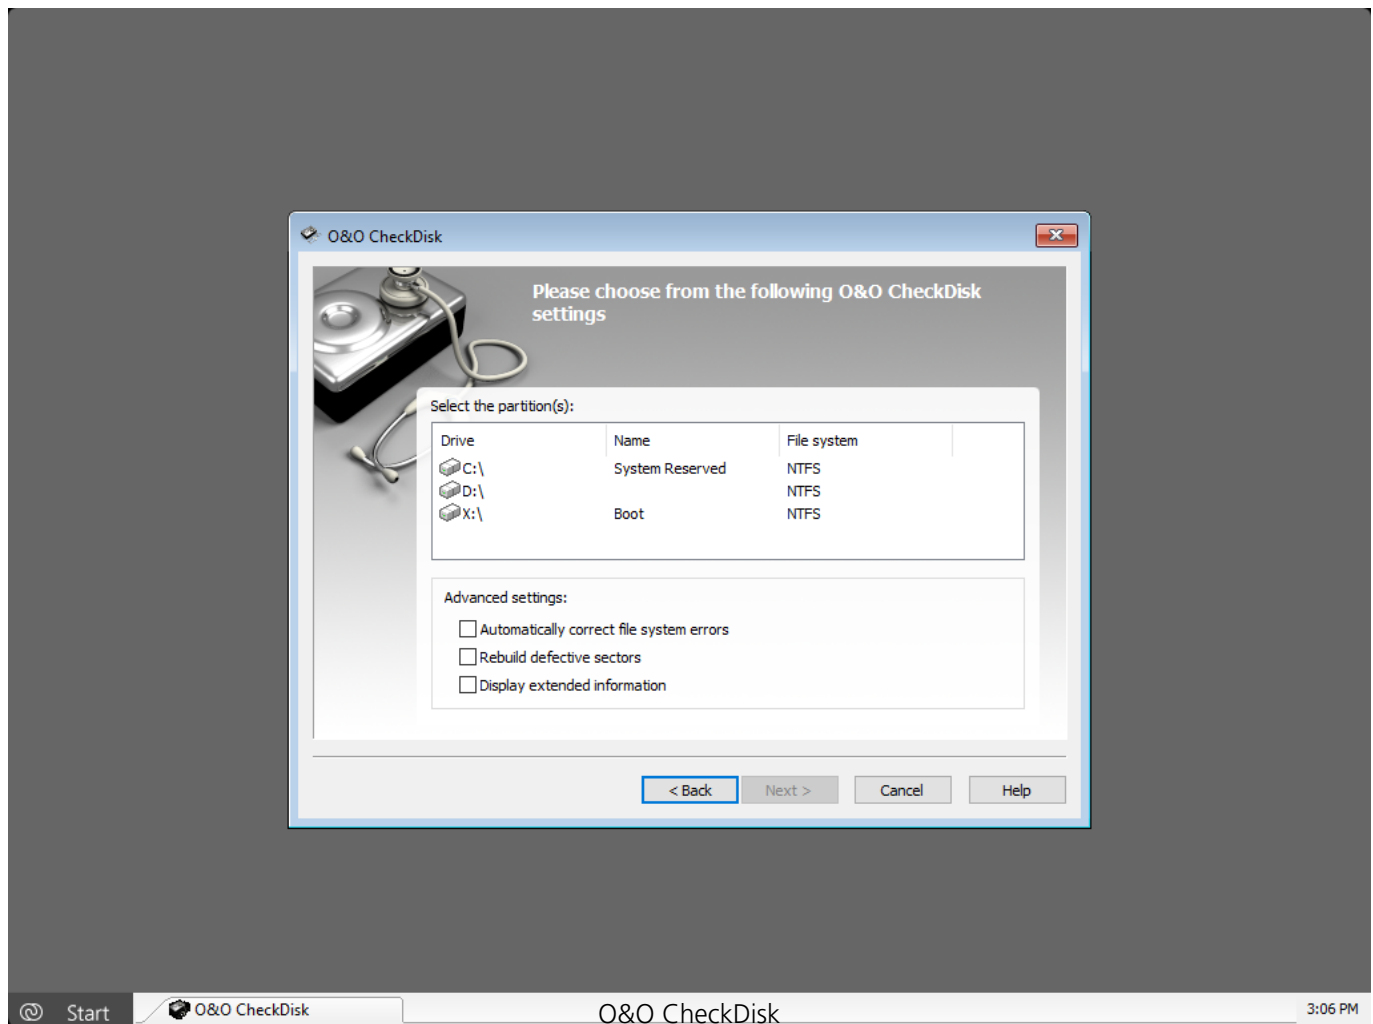 O&O CheckDisk
Please choose from the following O&O CheckDisk
settings
Select the partition(s):
Drive Name File system
C:\ System Reserved NTFS
D:\ NTFS
X:\ Boot NTFS
Advanced settings:
Automatically correct file system errors
Rebuild defective sectors
Display extended information
< Back Next > Cancel Help
Start O&O CheckDisk O&O CheckDisk 3:06 PM